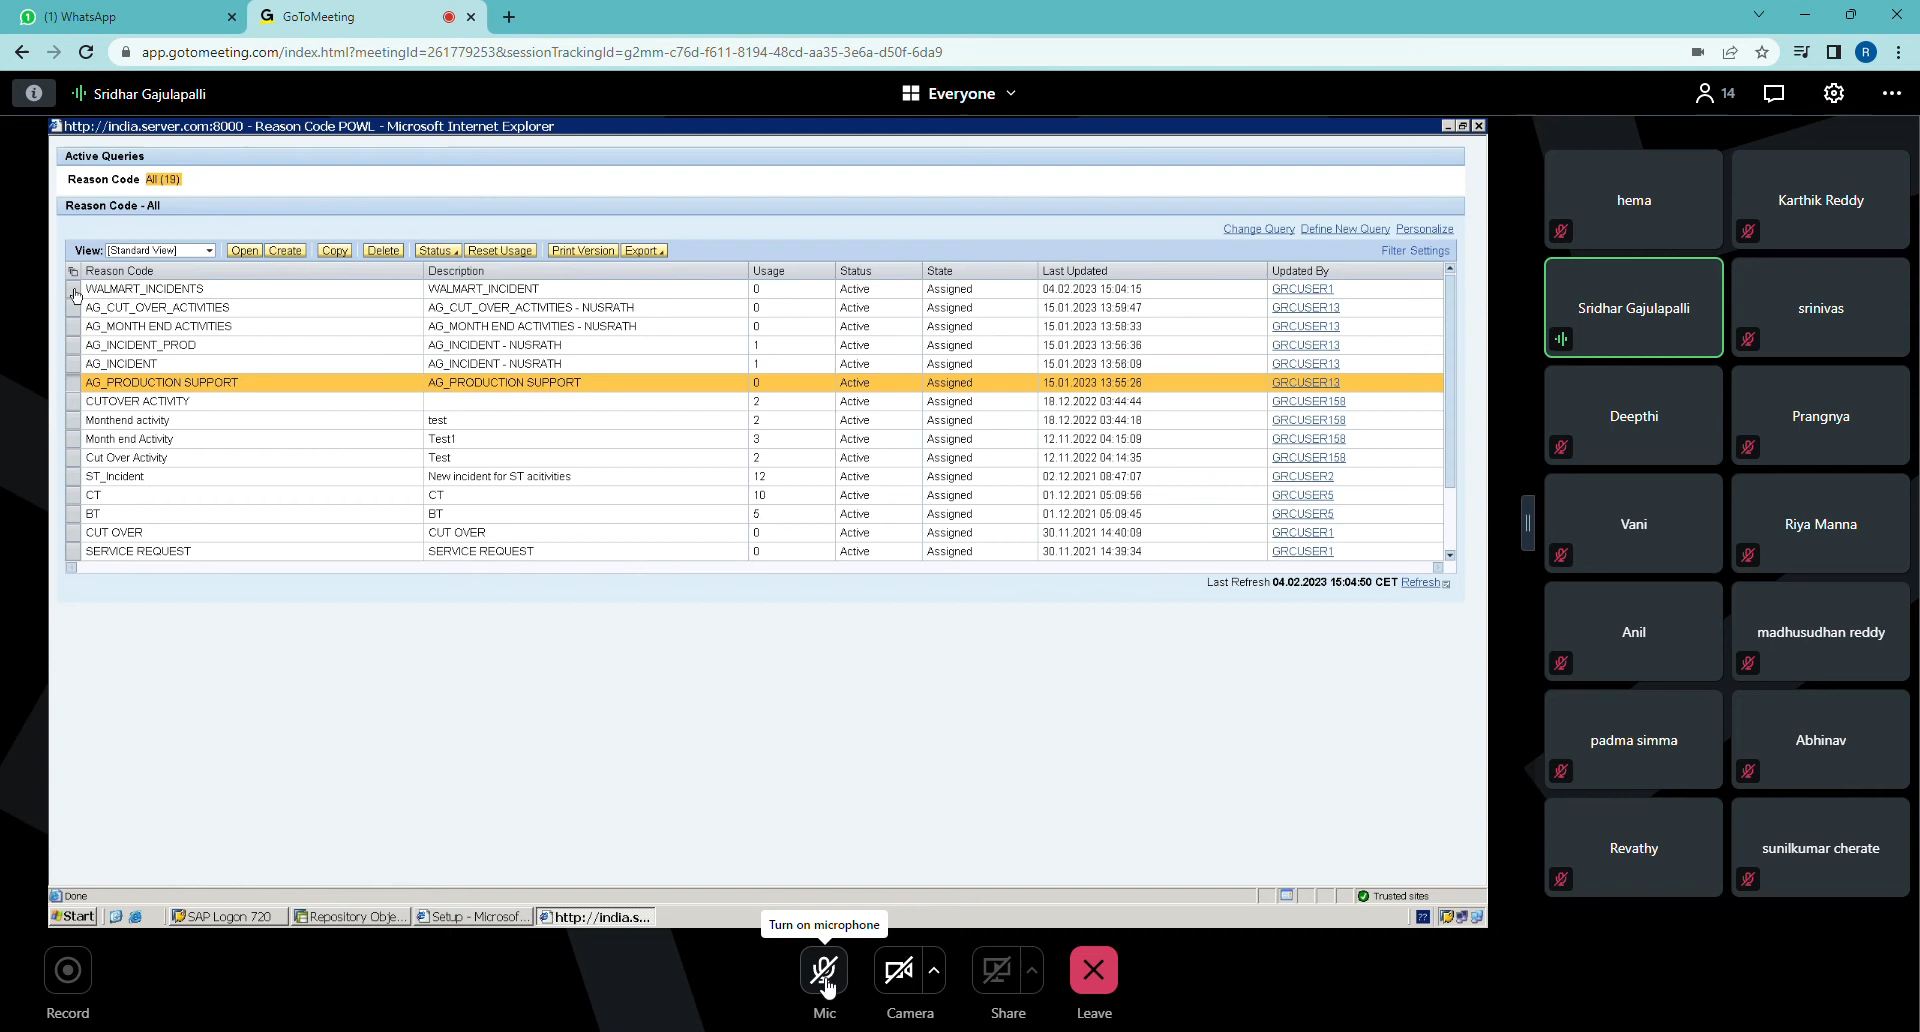 (1) WhatsApp
GoToMeeting
app.gotomeeting.com/index.html?meetingId=261779253&sessionTrackingId=g2mm-c76d-f611-8194-48cd-aa35-3e6a-d50f-6da9
R
Sridhar Gajulapalli
Everyone
14
http://india.server.com:8000 - Reason Code POWL - Microsoft Internet Explorer
Active Queries
Reason Code All (19)
Reason Code - All
Change Query Define New Query Personalize
View: [Standard View] Open Create Copy Delete Status Reset Usage Print Version Export Filter Settings
Reason Code Description Usage Status State Last Updated Updated By
WALMART_INCIDENTS WALMART_INCIDENT 0 Active Assigned 04.02.2023 15:04:15 GRCUSER1
AG_CUT_OVER_ACTIVITIES AG_CUT_OVER_ACTIVITIES - NUSRATH 0 Active Assigned 15.01.2023 13:59:47 GRCUSER13
AG_MONTH END ACTIVITIES AG_MONTH END ACTIVITIES - NUSRATH 0 Active Assigned 15.01.2023 13:58:33 GRCUSER13
AG_INCIDENT_PROD AG_INCIDENT - NUSRATH 1 Active Assigned 15.01.2023 13:56:36 GRCUSER13
AG_INCIDENT AG_INCIDENT - NUSRATH 1 Active Assigned 15.01.2023 13:56:09 GRCUSER13
AG_PRODUCTION SUPPORT AG_PRODUCTION SUPPORT 0 Active Assigned 15.01.2023 13:55:26 GRCUSER13
CUTOVER ACTIVITY 2 Active Assigned 18.12.2022 03:44:44 GRCUSER158
Monthend activity test 2 Active Assigned 18.12.2022 03:44:18 GRCUSER158
Month end Activity Test1 3 Active Assigned 12.11.2022 04:15:09 GRCUSER158
Cut Over Activity Test 2 Active Assigned 12.11.2022 04:14:35 GRCUSER158
ST_Incident New incident for ST acitivities 12 Active Assigned 02.12.2021 08:47:07 GRCUSER2
CT CT 10 Active Assigned 01.12.2021 05:09:56 GRCUSER5
BT BT 5 Active Assigned 01.12.2021 05:09:45 GRCUSER5
CUT OVER CUT OVER 0 Active Assigned 30.11.2021 14:40:09 GRCUSER1
SERVICE REQUEST SERVICE REQUEST 0 Active Assigned 30.11.2021 14:39:34 GRCUSER1
Last Refresh 04.02.2023 15:04:50 CET Refresh
Done Trusted sites
Start SAP Logon 720 Repository Obje... Setup - Microsof... http://india.s... ??
hema
Karthik Reddy
Sridhar Gajulapalli
srinivas
Deepthi
Prangnya
Vani
Riya Manna
Anil
madhusudhan reddy
padma simma
Abhinav
Revathy
sunilkumar cherate
Turn on microphone
Record
Mic
Camera
Share
Leave